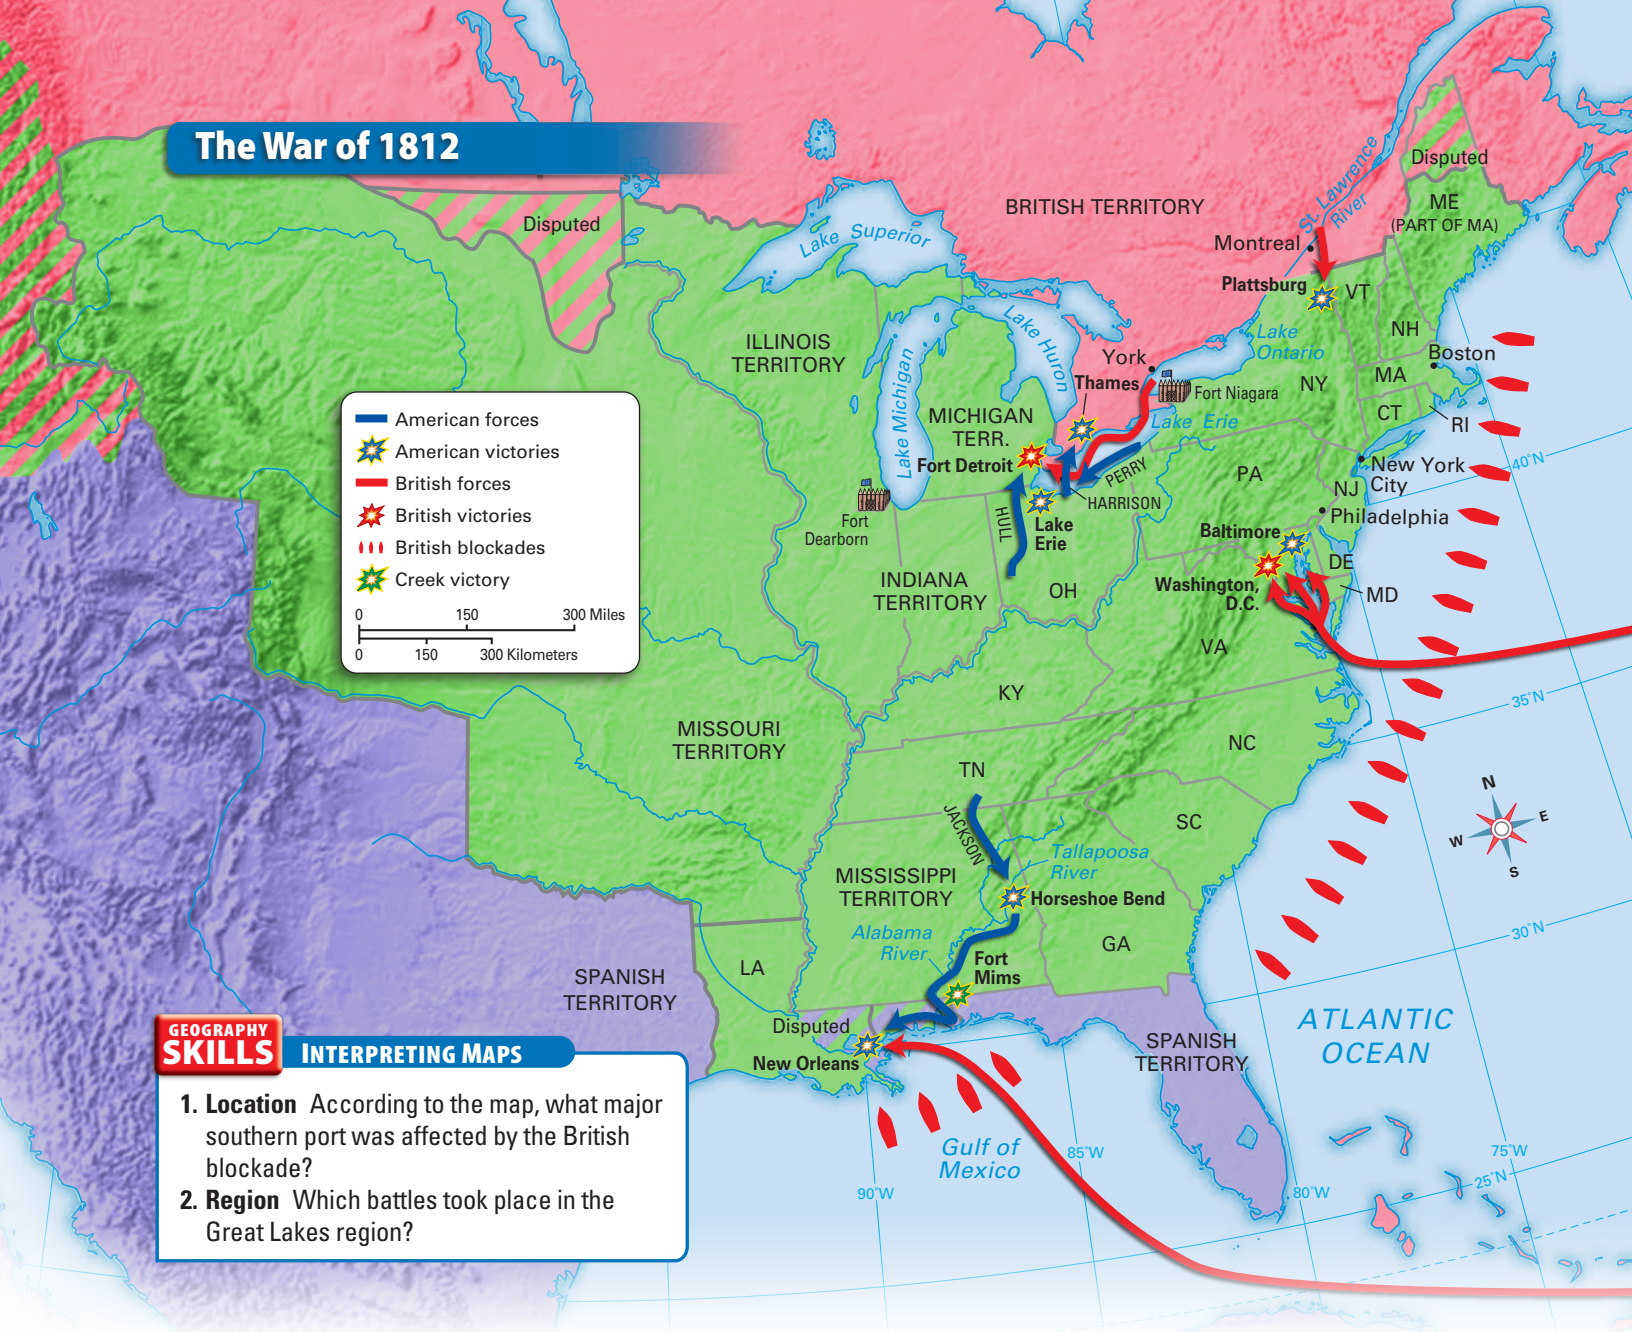 The War of 1812
Disputed
Disputed
BRITISH TERRITORY
ME
(PART OF MA)
St. Lawrence
River
Montreal
Plattsburg
VT
NH
Boston
MA
CT
RI
NY
Lake
Ontario
Lake Superior
Lake Huron
Lake Michigan
ILLINOIS
TERRITORY
York
Thames
Fort Niagara
Lake Erie
MICHIGAN
TERR.
Fort Detroit
PERRY
HARRISON
HULL
Lake
Erie
Fort
Dearborn
PA
New York
City
NJ
Philadelphia
Baltimore
DE
MD
Washington,
D.C.
INDIANA
TERRITORY
OH
VA
KY
American forces
American victories
British forces
British victories
British blockades
Creek victory
0 150 300 Miles
0 150 300 Kilometers
40°N
35°N
30°N
25°N
MISSOURI
TERRITORY
TN
NC
SC
JACKSON
Tallapoosa
River
MISSISSIPPI
TERRITORY
Horseshoe Bend
Alabama
River
GA
Fort
Mims
LA
SPANISH
TERRITORY
Disputed
New Orleans
SPANISH
TERRITORY
N
E
W
S
ATLANTIC
OCEAN
Gulf of
Mexico
90°W
85°W
80°W
75°W
GEOGRAPHY
SKILLS
INTERPRETING MAPS
1. Location According to the map, what major
southern port was affected by the British
blockade?
2. Region Which battles took place in the
Great Lakes region?